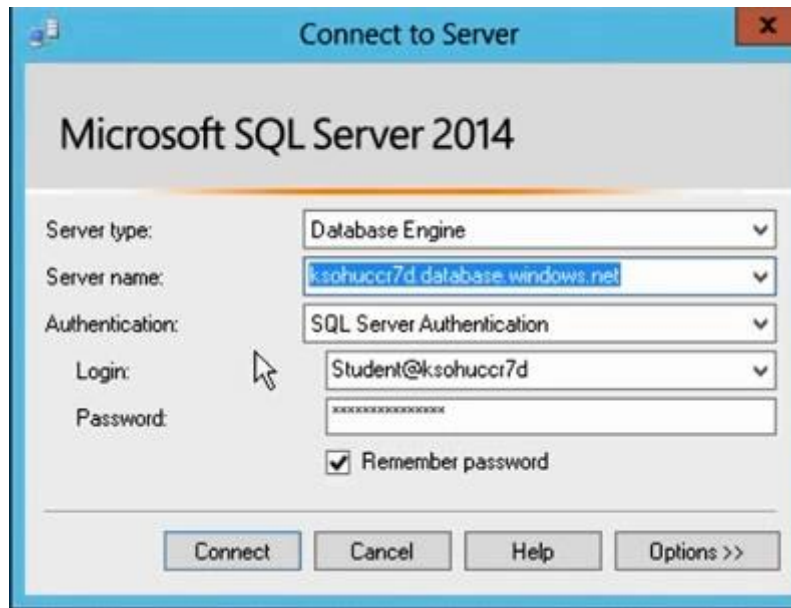 Connect to Server
x
Microsoft SQL Server 2014
Server type: Database Engine
Server name: ksohuccr7d.database.windows.net
Authentication: SQL Server Authentication
Login: Student@ksohuccr7d
Password: ***************
Remember password
Connect Cancel Help Options >>